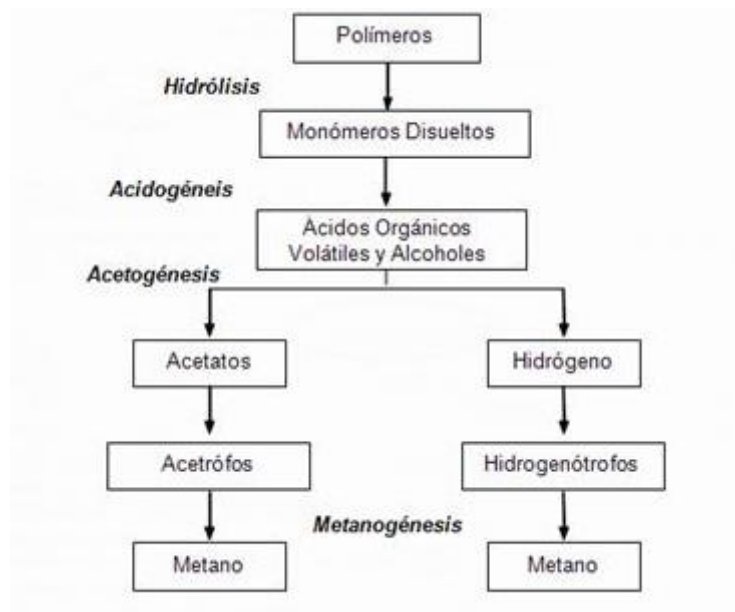 Polímeros
Hidrólisis
Monómeros Disueltos
Acidogéneis
Acidos Orgánicos
Volátiles y Alcoholes
Acetogénesis
Acetatos
Hidrógeno
Acetrófos
Hidrogenótrofos
Metanogénesis
Metano
Metano